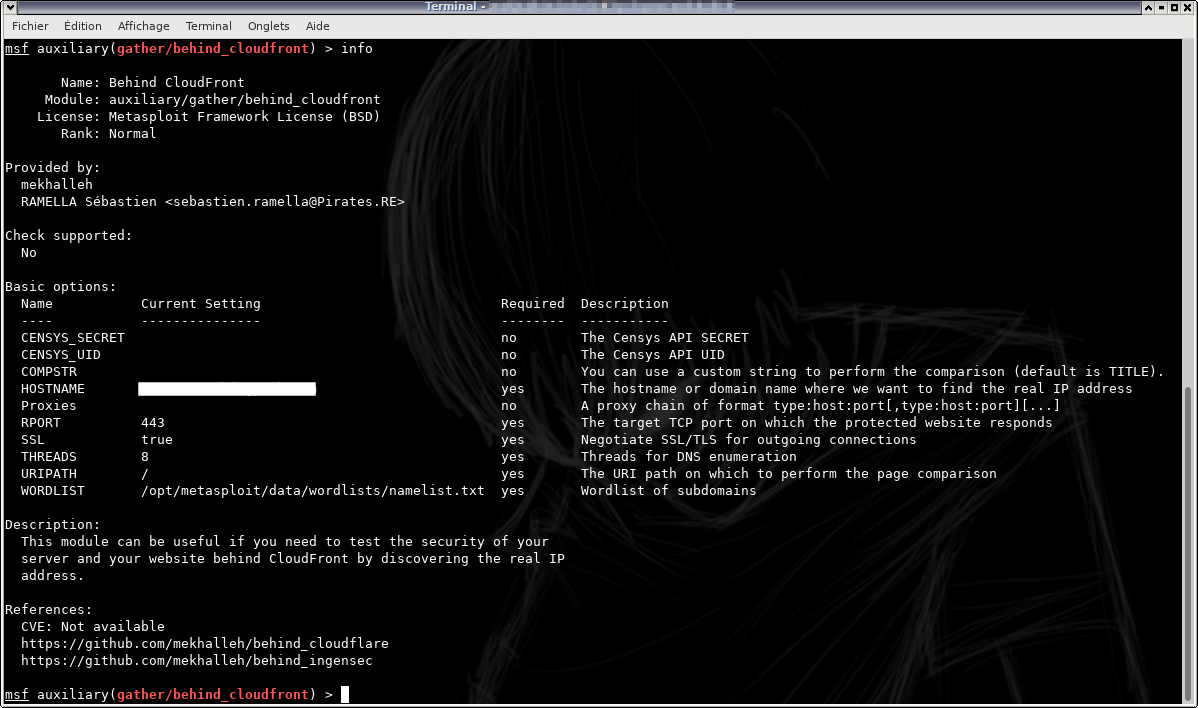 Terminal -
Fichier Édition Affichage Terminal Onglets Aide
msf auxiliary(gather/behind_cloudfront) > info
Name: Behind CloudFront
Module: auxiliary/gather/behind_cloudfront
License: Metasploit Framework License (BSD)
Rank: Normal
Provided by:
mekhalleh
RAMELLA Sébastien <sebastien.ramella@Pirates.RE>
Check supported:
No
Basic options:
Name Current Setting Required Description
---- --------------- -------- -----------
CENSYS_SECRET no The Censys API SECRET
CENSYS_UID no The Censys API UID
COMPSTR no You can use a custom string to perform the comparison (default is TITLE).
HOSTNAME yes The hostname or domain name where we want to find the real IP address
Proxies no A proxy chain of format type:host:port[,type:host:port][...]
RPORT 443 yes The target TCP port on which the protected website responds
SSL true yes Negotiate SSL/TLS for outgoing connections
THREADS 8 yes Threads for DNS enumeration
URIPATH / yes The URI path on which to perform the page comparison
WORDLIST /opt/metasploit/data/wordlists/namelist.txt yes Wordlist of subdomains
Description:
This module can be useful if you need to test the security of your
server and your website behind CloudFront by discovering the real IP
address.
References:
CVE: Not available
https://github.com/mekhalleh/behind_cloudflare
https://github.com/mekhalleh/behind_ingensec
msf auxiliary(gather/behind_cloudfront) >